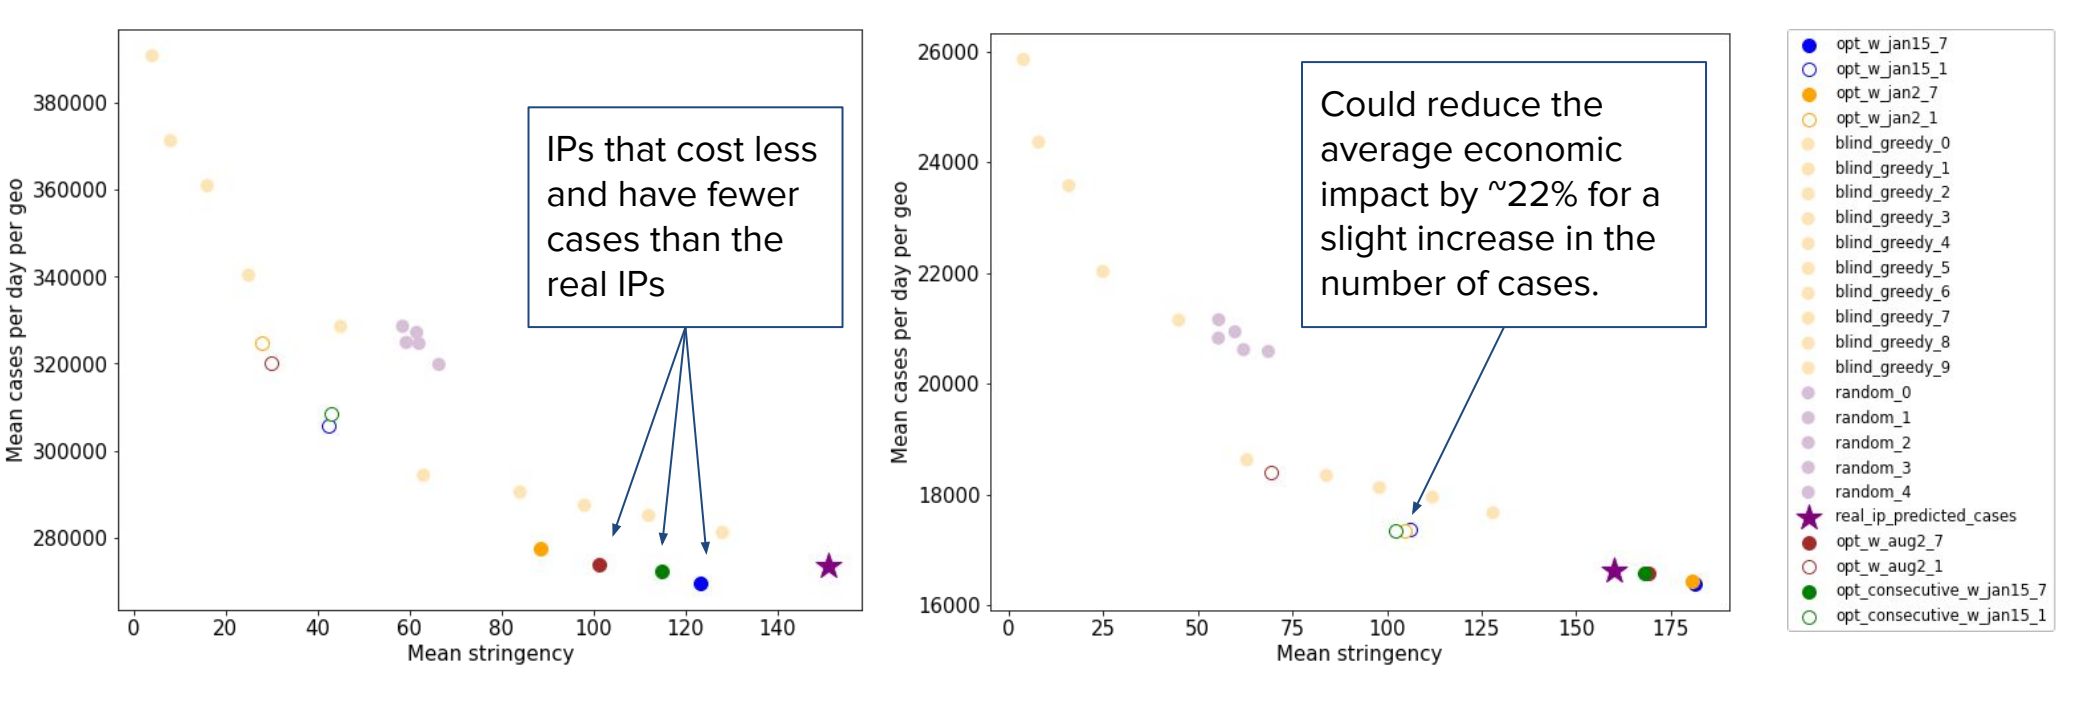 380000
360000
340000
320000
300000
280000
Mean cases per day per geo
0 20 40 60 80 100 120 140
Mean stringency
IPs that cost less
and have fewer
cases than the
real IPs
26000
24000
22000
20000
18000
16000
Mean cases per day per geo
0 25 50 75 100 125 150 175
Mean stringency
Could reduce the
average economic
impact by ~22% for a
slight increase in the
number of cases.
opt_w_jan15_7
opt_w_jan15_1
opt_w_jan2_7
opt_w_jan2_1
blind_greedy_0
blind_greedy_1
blind_greedy_2
blind_greedy_3
blind_greedy_4
blind_greedy_5
blind_greedy_6
blind_greedy_7
blind_greedy_8
blind_greedy_9
random_0
random_1
random_2
random_3
random_4
real_ip_predicted_cases
opt_w_aug2_7
opt_w_aug2_1
opt_consecutive_w_jan15_7
opt_consecutive_w_jan15_1